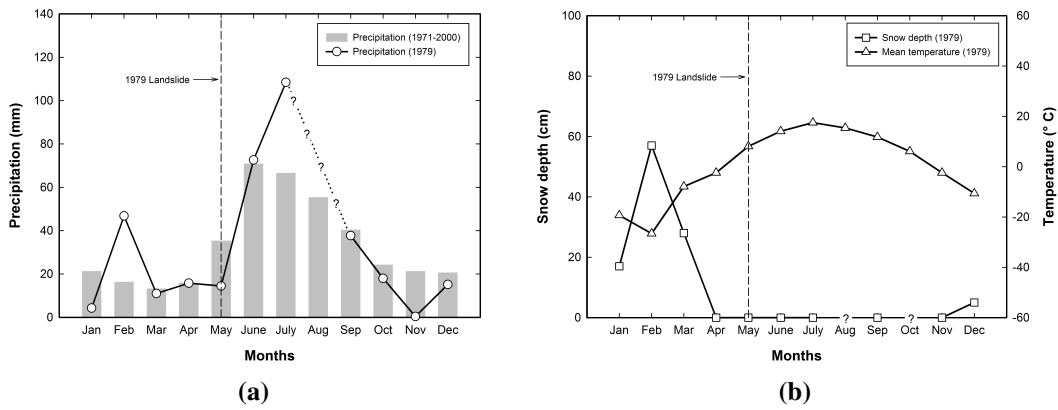 140
120
100
80
60
40
20
0
Precipitation (mm)
Precipitation (1971-2000)
Precipitation (1979)
1979 Landslide
?
?
?
?
Jan Feb Mar Apr May June July Aug Sep Oct Nov Dec
Months
(a)
100
80
60
40
20
0
Snow depth (cm)
Snow depth (1979)
Mean temperature (1979)
1979 Landslide
? ?
60
40
20
0
-20
-40
-60
Temperature (° C)
Jan Feb Mar Apr May June July Aug Sep Oct Nov Dec
Months
(b)